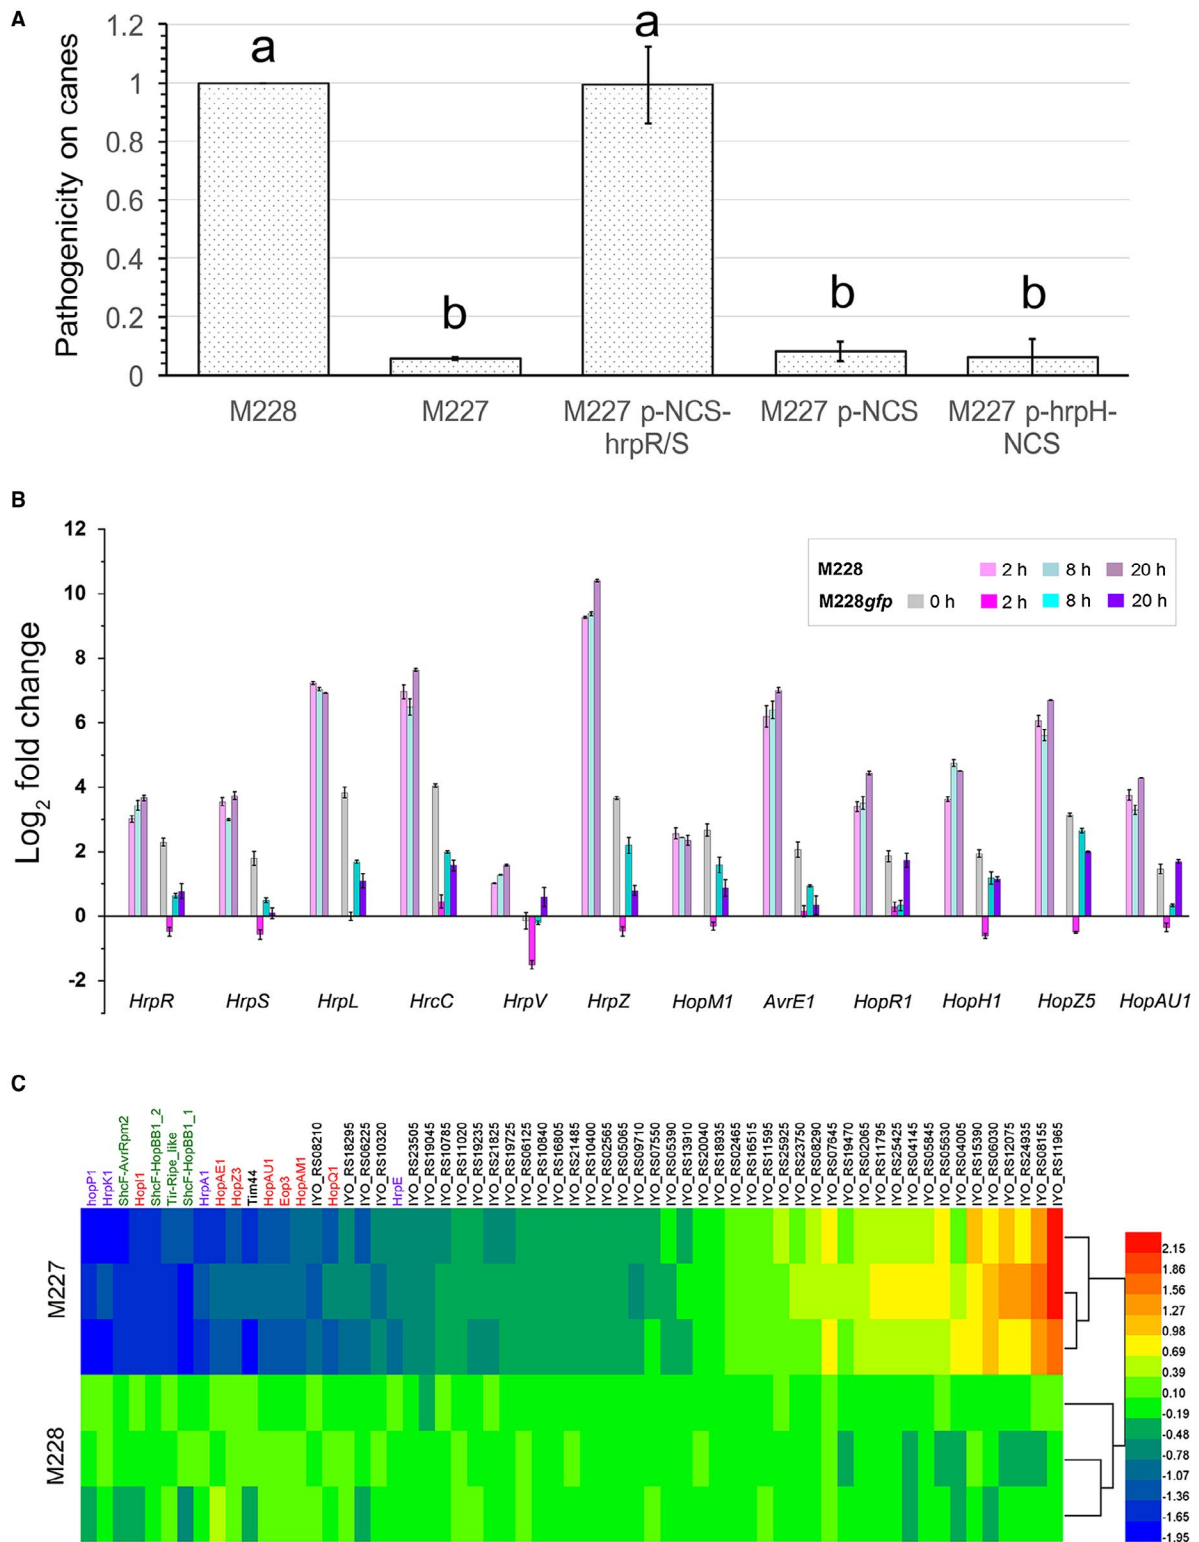 A
Pathogenicity on canes
1.2
1
0.8
0.6
0.4
0.2
0
a
b
a
b
b
M228
M227
M227 p-NCS-
hrpR/S
M227 p-NCS
M227 p-hrpH-
NCS
B
Log2 fold change
12
10
8
6
4
2
0
-2
M228 2 h 8 h 20 h
M228gfp 0 h 2 h 8 h 20 h
HrpR HrpS HrpL HrcC HrpV HrpZ HopM1 AvrE1 HopR1 HopH1 HopZ5 HopAU1
C
hopP1
HrpK1
ShcF-AvrRpm2
HopI1
ShcF-HopBB1_2
Tir-Ripe_like
ShcF-HopBB1_1
HrpA1
HopAE1
HopZ3
Tim44
HopAU1
Eop3
HopAM1
IYO_RS08210
HopQ1
IYO_RS18295
IYO_RS06225
IYO_RS10320
HrpE
IYO_RS23505
IYO_RS19045
IYO_RS10785
IYO_RS11020
IYO_RS19235
IYO_RS21825
IYO_RS19725
IYO_RS06125
IYO_RS10840
IYO_RS16805
IYO_RS21485
IYO_RS10400
IYO_RS02565
IYO_RS05065
IYO_RS09710
IYO_RS07550
IYO_RS05390
IYO_RS13910
IYO_RS20040
IYO_RS18935
IYO_RS02465
IYO_RS16515
IYO_RS11595
IYO_RS25925
IYO_RS23750
IYO_RS08290
IYO_RS07645
IYO_RS19470
IYO_RS02065
IYO_RS11795
IYO_RS25425
IYO_RS04145
IYO_RS05845
IYO_RS05630
IYO_RS04005
IYO_RS15390
IYO_RS06030
IYO_RS12075
IYO_RS24935
IYO_RS08155
IYO_RS11965
M227
M228
2.15
1.86
1.56
1.27
0.98
0.69
0.39
0.10
-0.19
-0.48
-0.78
-1.07
-1.36
-1.65
-1.95